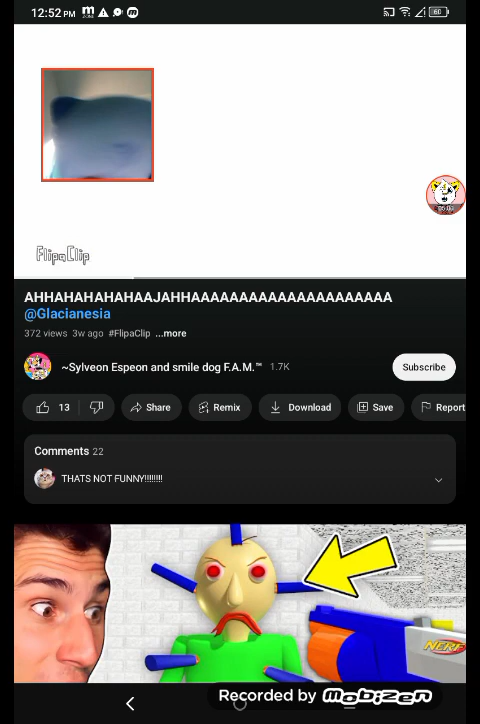 12:52 PM
60
FlipaClip
AHHAHAHAHAHAAJAHHAAAAAAAAAAAAAAAAAAAAA
@Glacianesia
372 views 3w ago #FlipaClip ...more
~Sylveon Espeon and smile dog F.A.M.™ 1.7K
Subscribe
13 Share Remix Download Save Report
Comments 22
THATS NOT FUNNY!!!!!!!!
NERF
Recorded by Mobizen